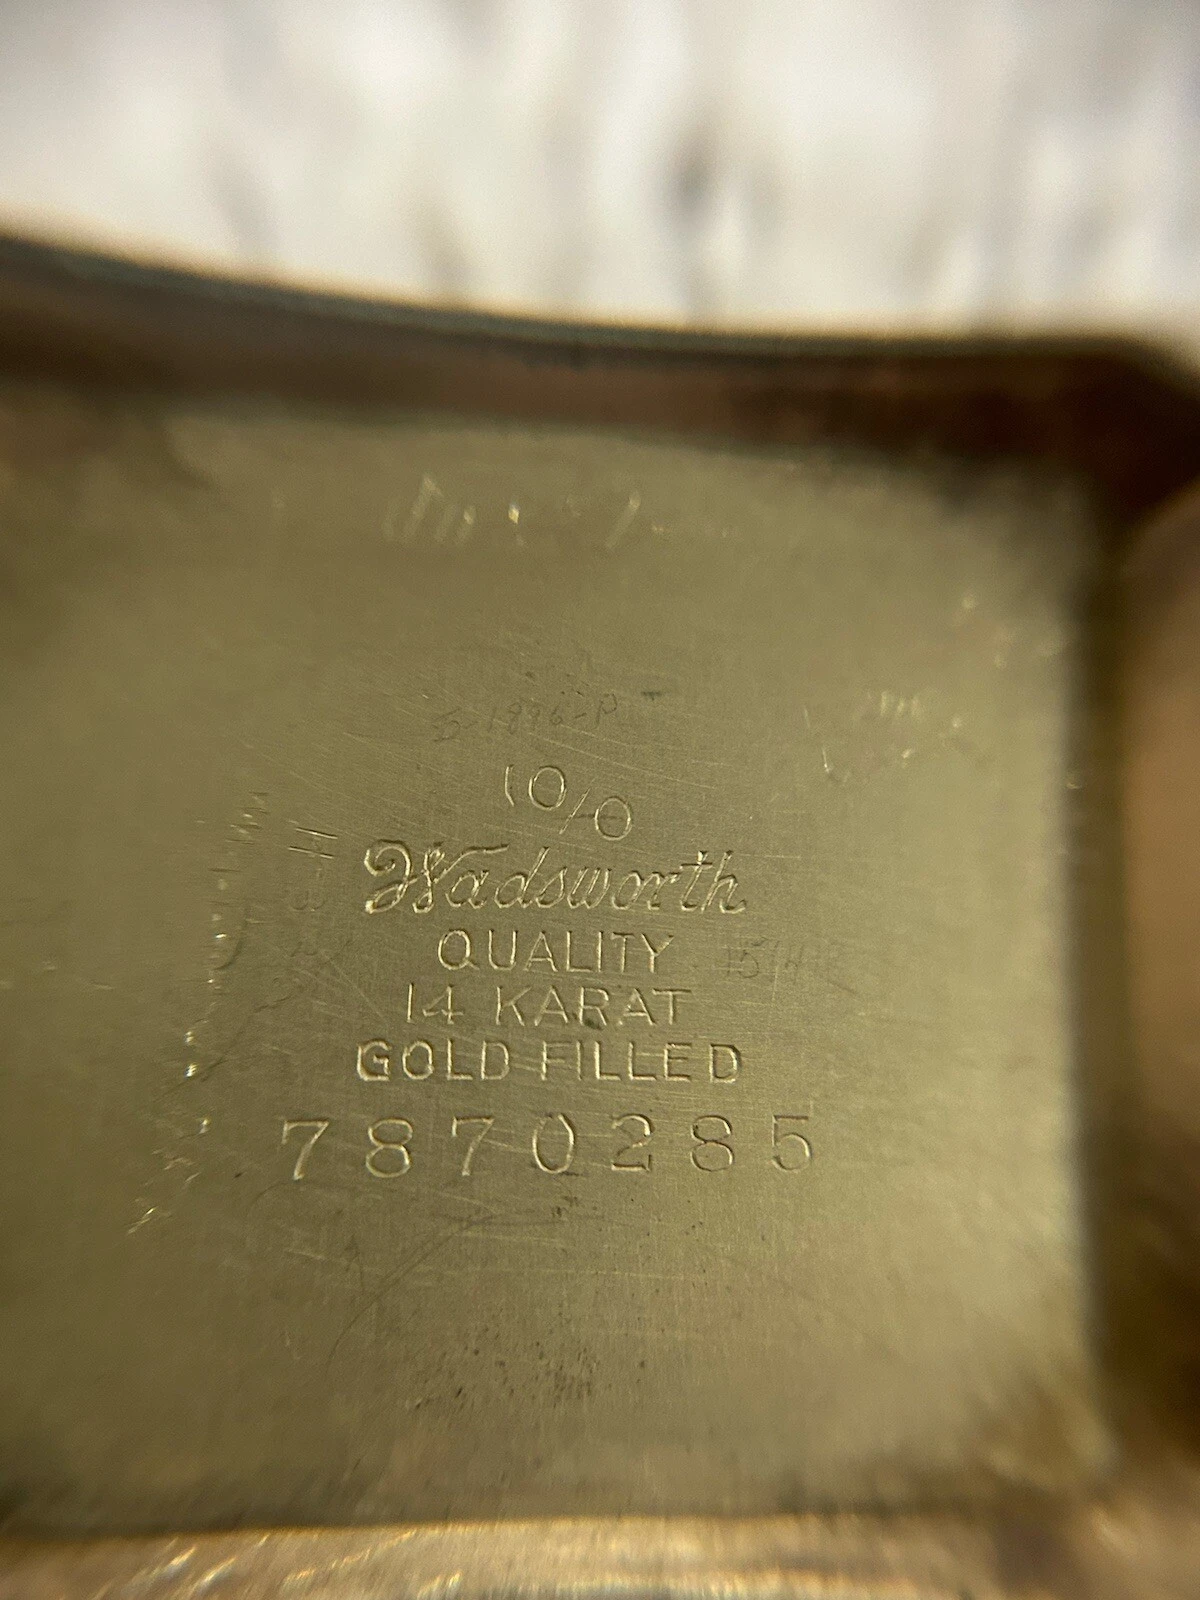 10/0
Wadsworth
QUALITY
14 KARAT
GOLD FILLED
7870285